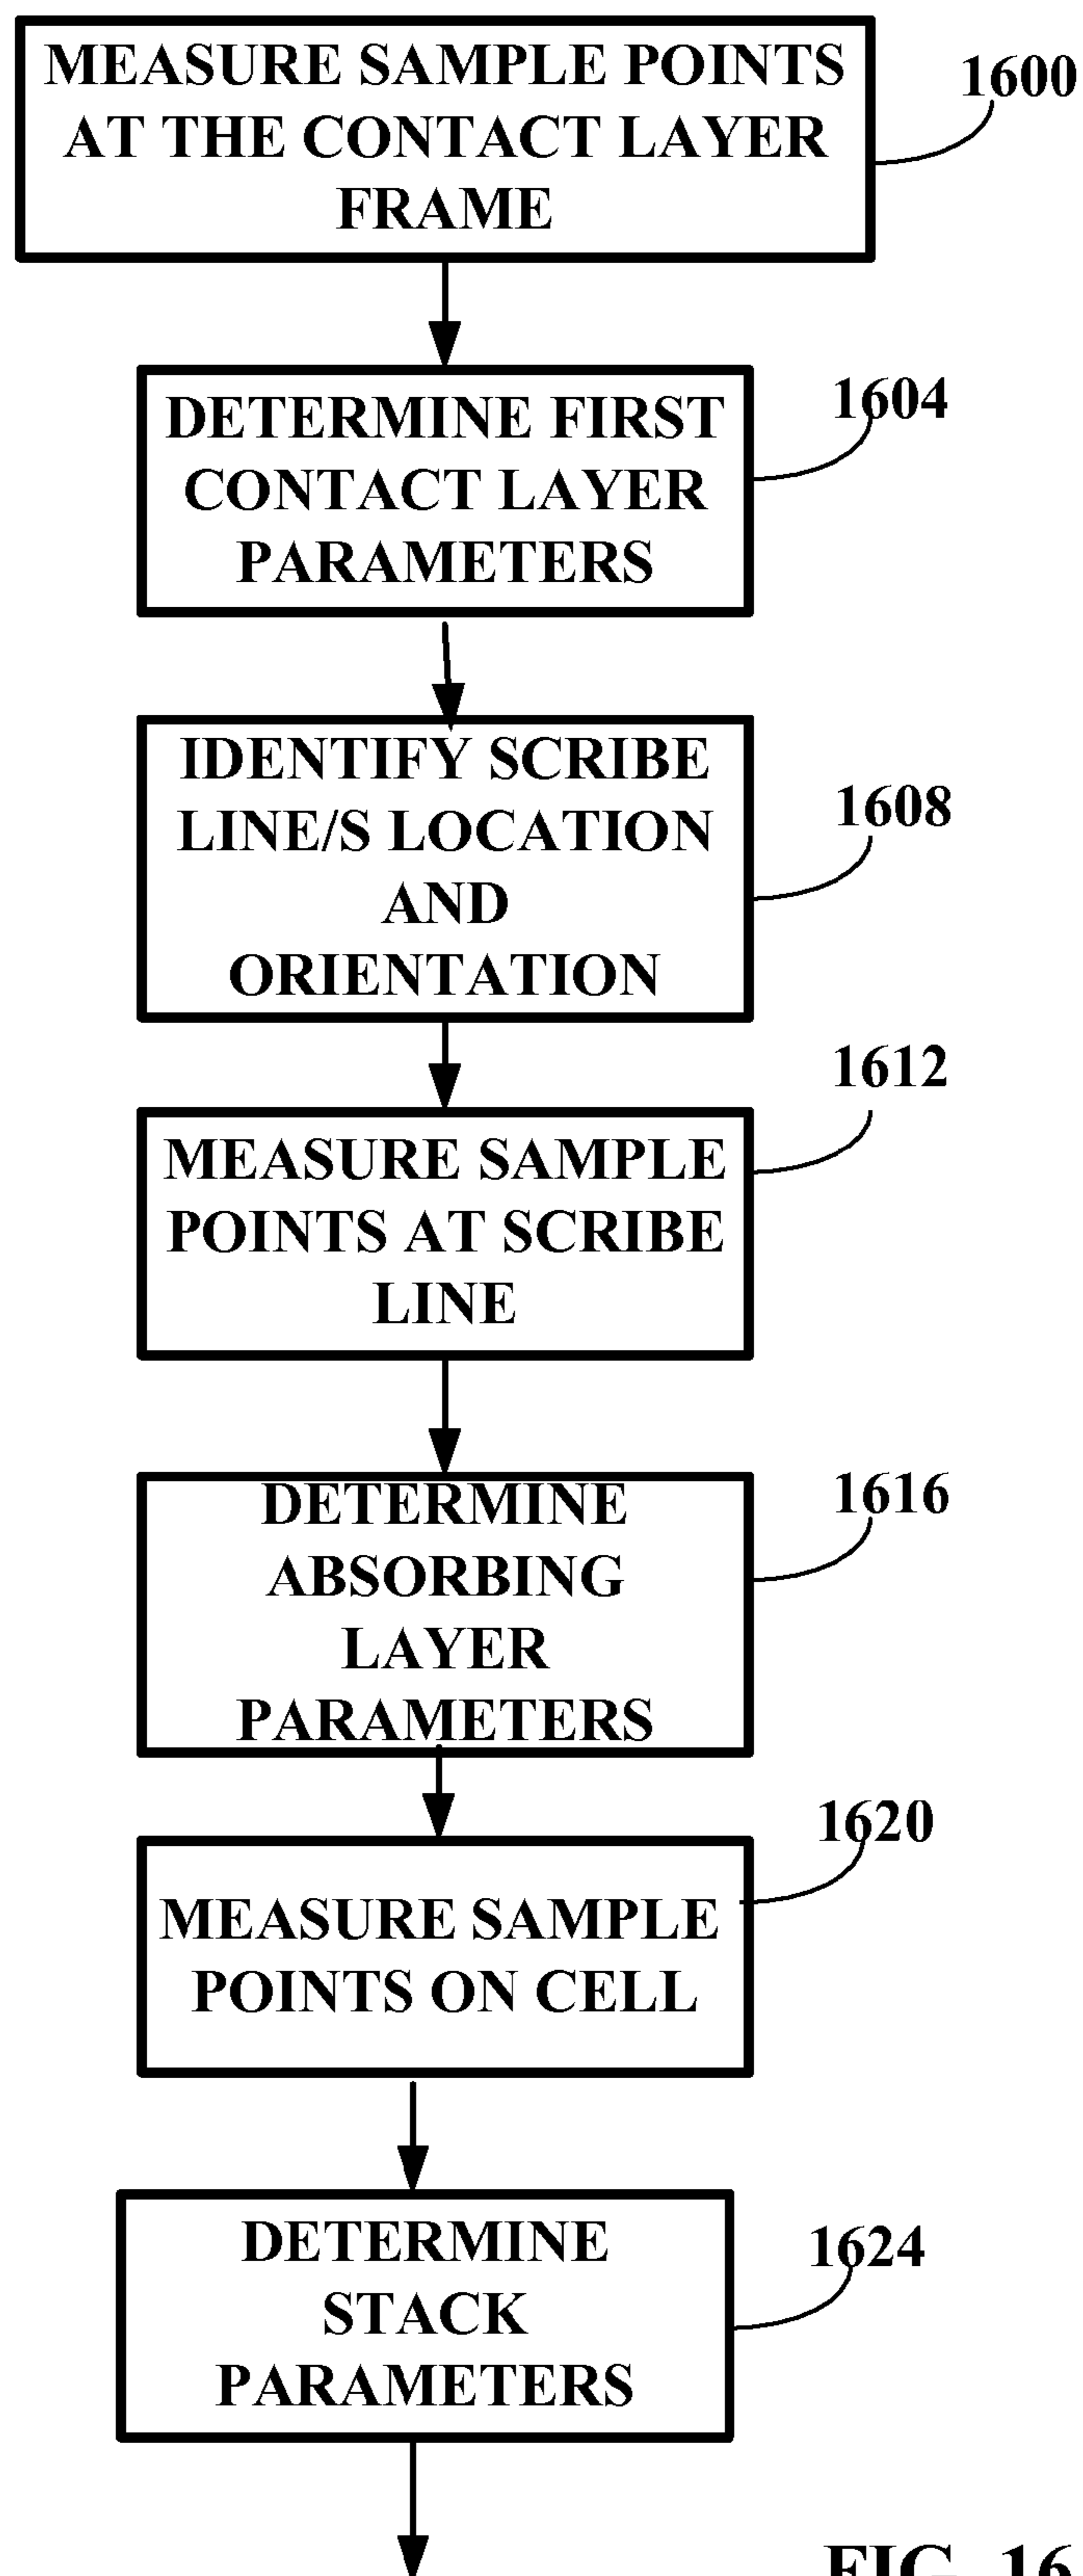 MEASURE SAMPLE POINTS
AT THE CONTACT LAYER
FRAME
1600
DETERMINE FIRST
CONTACT LAYER
PARAMETERS
1604
IDENTIFY SCRIBE
LINE/S LOCATION
AND
ORIENTATION
1608
MEASURE SAMPLE
POINTS AT SCRIBE
LINE
1612
DETERMINE
ABSORBING
LAYER
PARAMETERS
1616
MEASURE SAMPLE
POINTS ON CELL
1620
DETERMINE
STACK
PARAMETERS
1624
FIG. 16